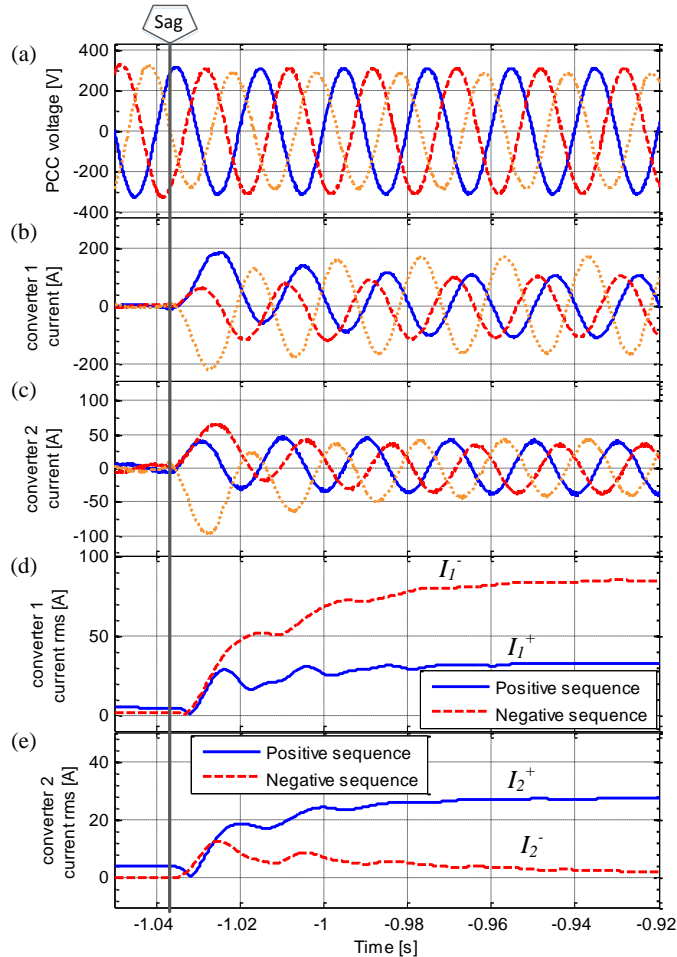 Sag
(a)
PCC voltage [V]
400
200
0
-200
-400
(b)
converter 1
current [A]
200
0
-200
(c)
converter 2
current [A]
100
50
0
-50
-100
(d)
converter 1
current rms [A]
100
50
0
I1-
I1+
Positive sequence
Negative sequence
(e)
converter 2
current rms [A]
40
20
0
Positive sequence
Negative sequence
I2+
I2-
-1.04 -1.02 -1 -0.98 -0.96 -0.94 -0.92
Time [s]